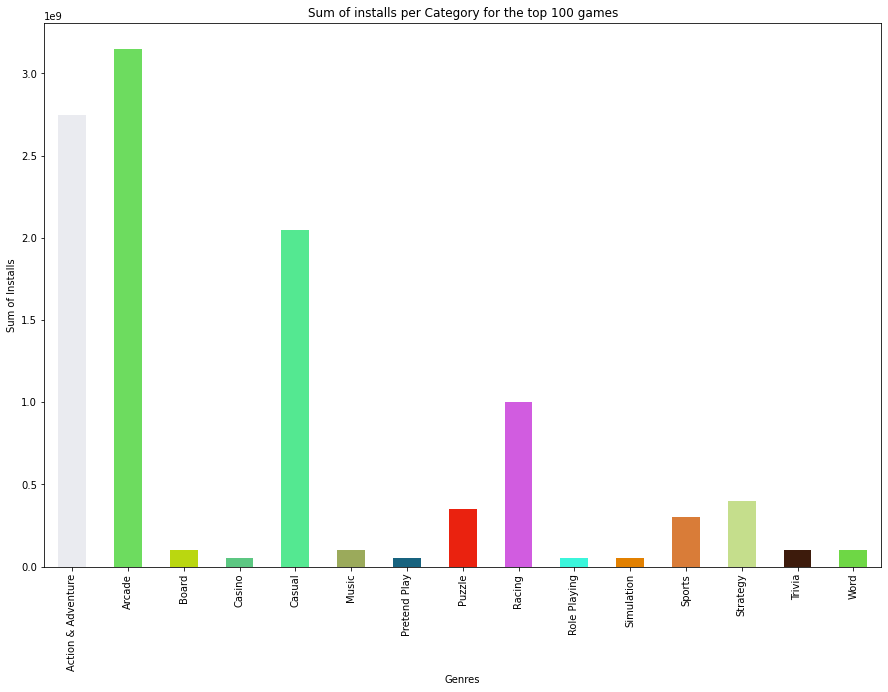 Sum of installs per Category for the top 100 games
1e9
3.0
2.5
2.0
1.5
1.0
0.5
0.0
Sum of Installs
Action & Adventure
Arcade
Board
Casino
Casual
Music
Pretend Play
Puzzle
Racing
Role Playing
Simulation
Sports
Strategy
Trivia
Word
Genres